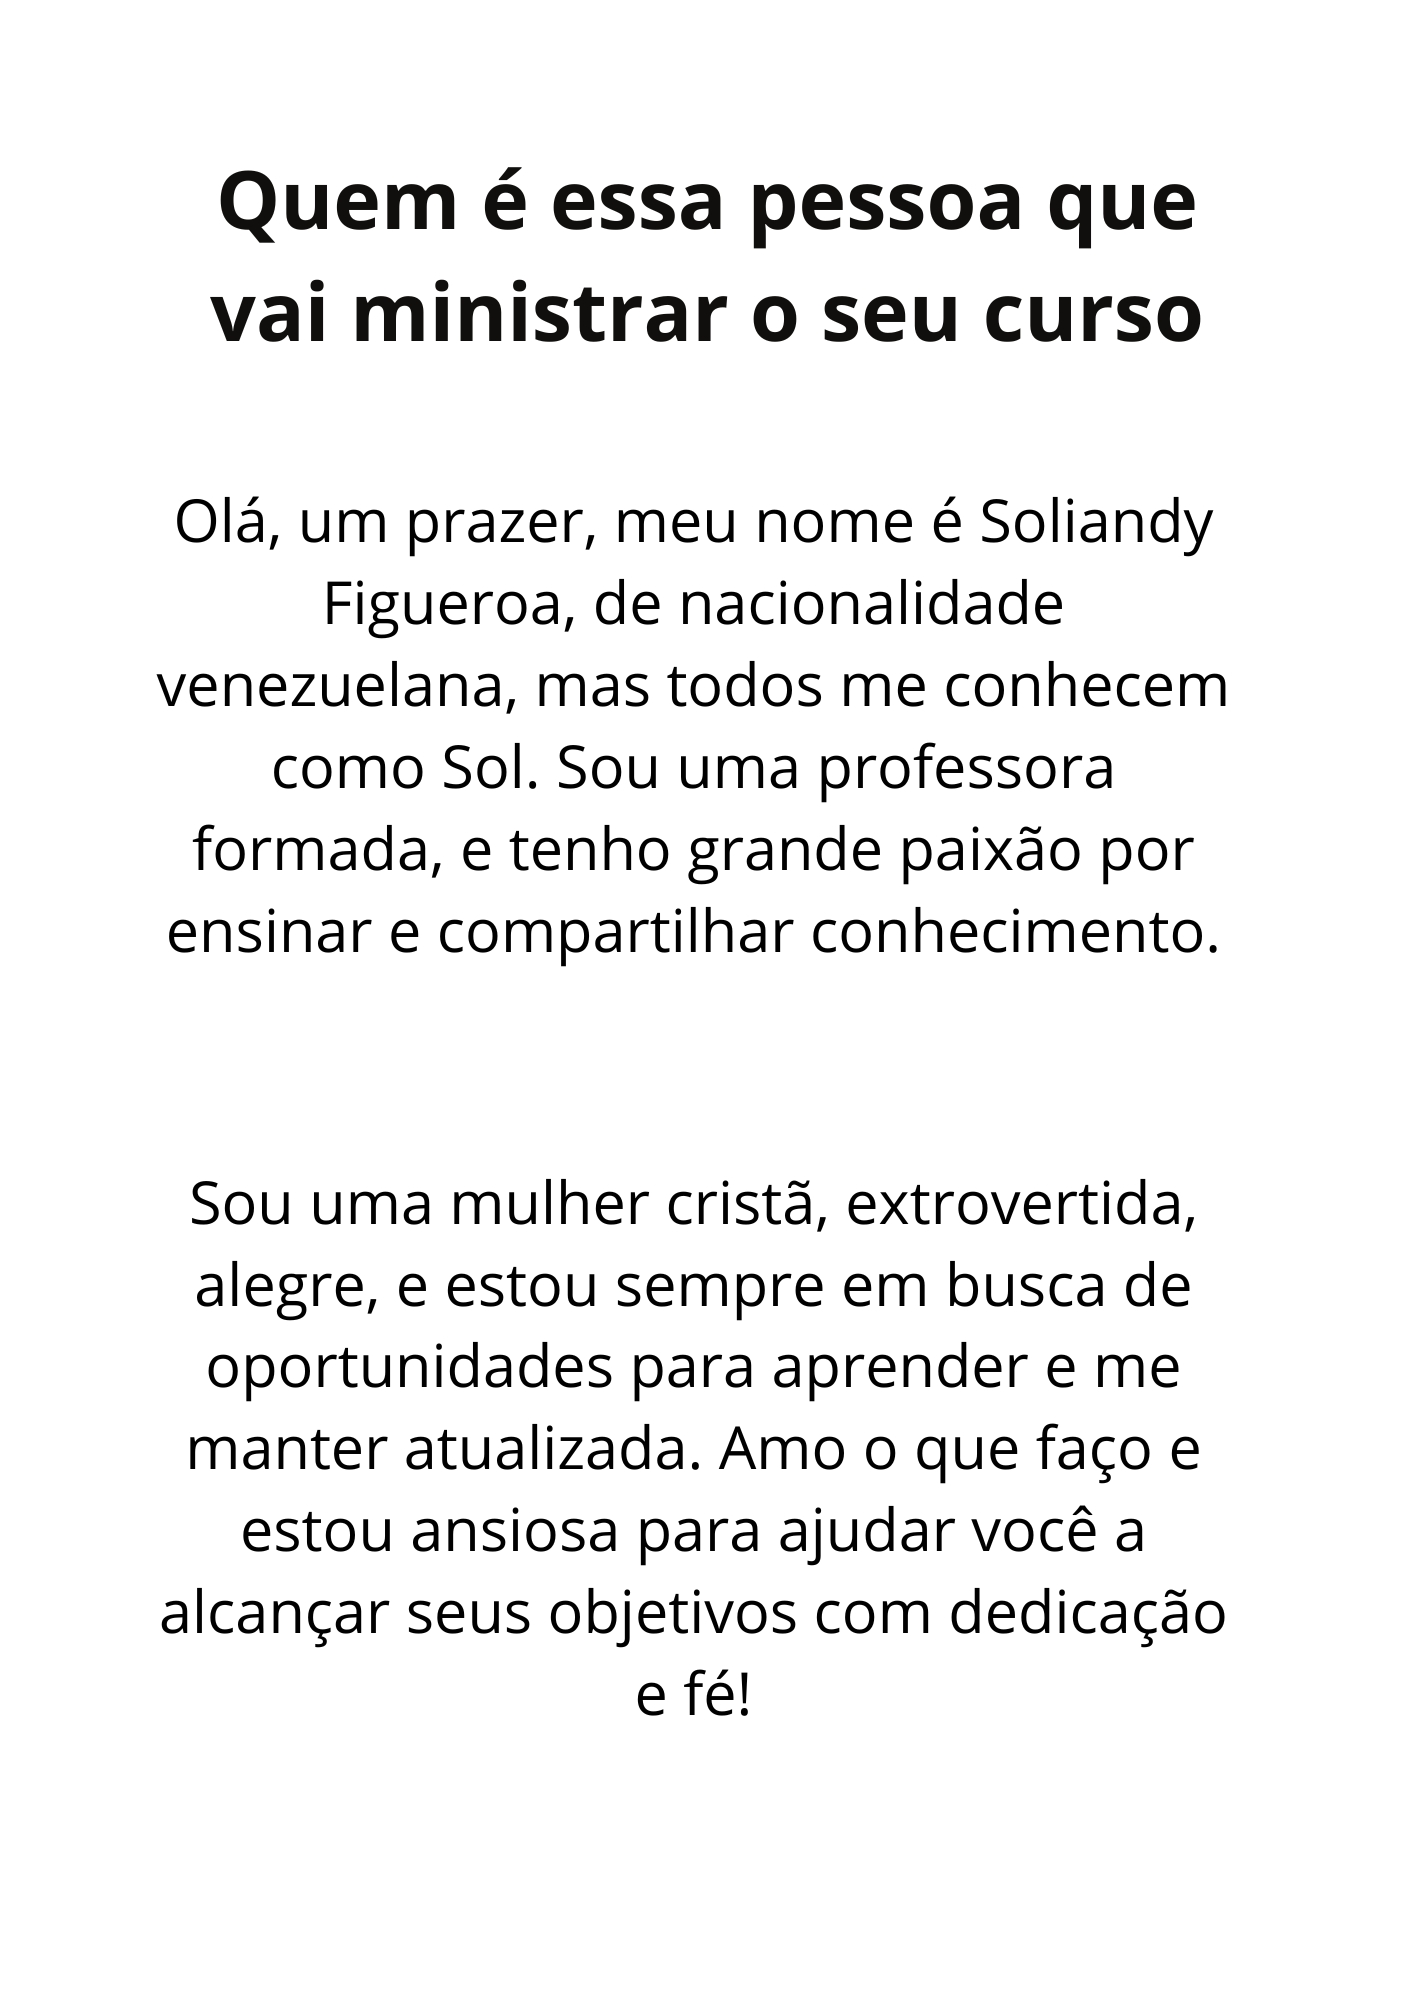 Quem é essa pessoa que
vai ministrar o seu curso
Olá, um prazer, meu nome é Soliandy
Figueroa, de nacionalidade
venezuelana, mas todos me conhecem
como Sol. Sou uma professora
formada, e tenho grande paixão por
ensinar e compartilhar conhecimento.
Sou uma mulher cristã, extrovertida,
alegre, e estou sempre em busca de
oportunidades para aprender e me
manter atualizada. Amo o que faço e
estou ansiosa para ajudar você a
alcançar seus objetivos com dedicação
e fé!